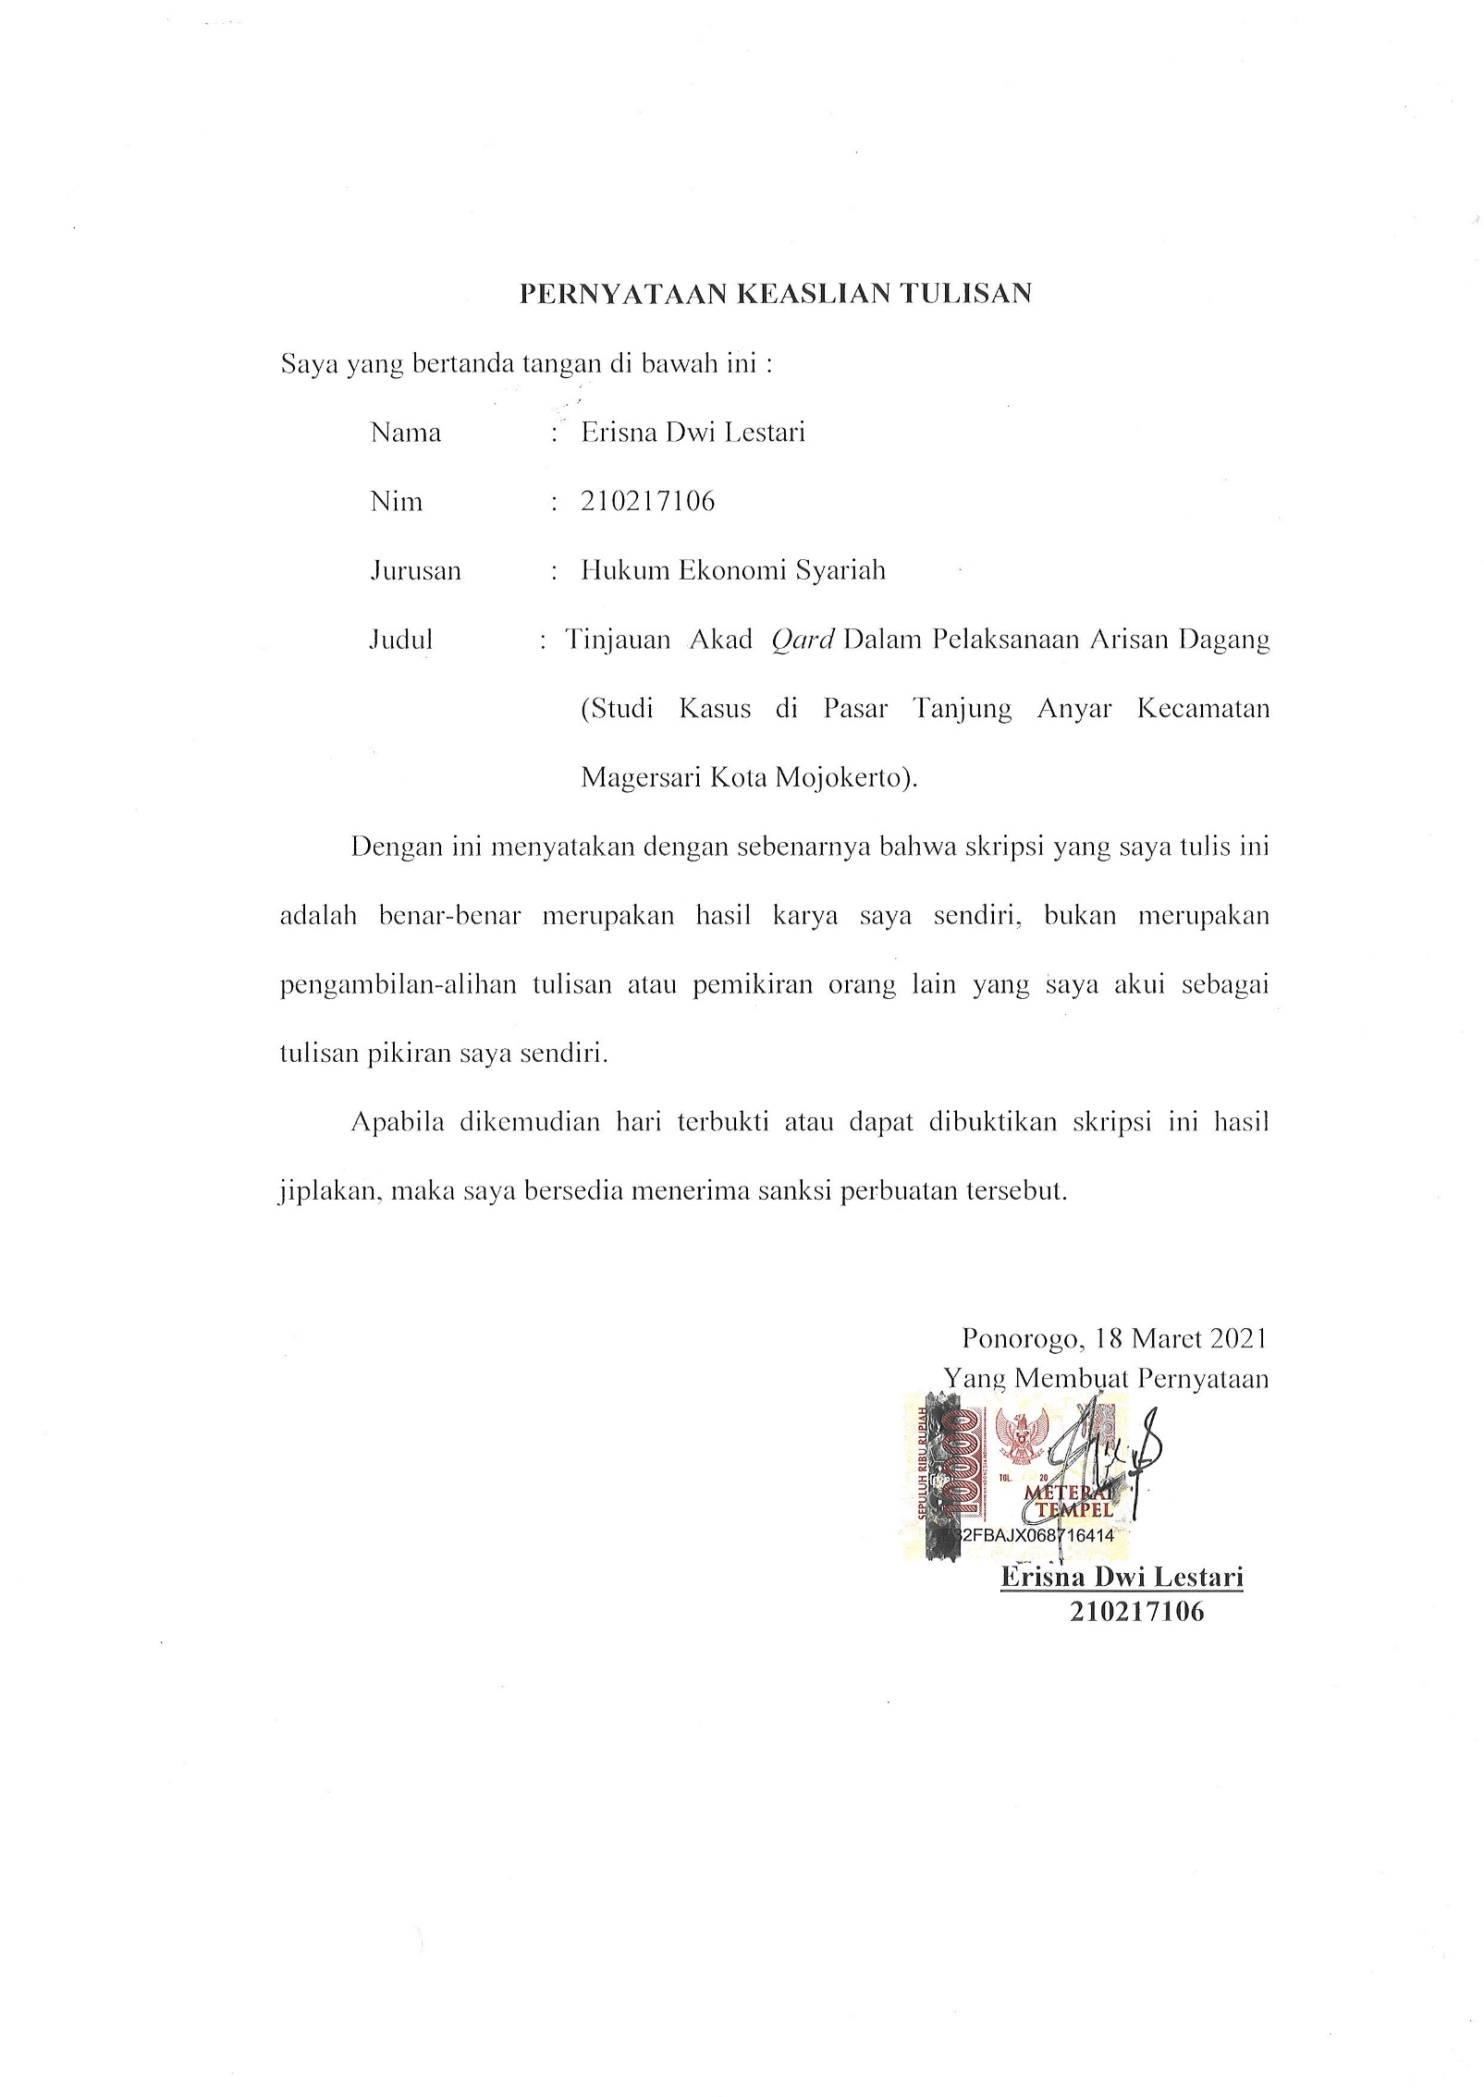 PERNYATAAN KEASLIAN TULISAN
Saya yang bertanda tangan di bawah ini :
Nama : Erisna Dwi Lestari
Nim : 210217106
Jurusan : Hukum Ekonomi Syariah
Judul : Tinjauan Akad Qard Dalam Pelaksanaan Arisan Dagang
(Studi Kasus di Pasar Tanjung Anyar Kecamatan
Magersari Kota Mojokerto).
Dengan ini menyatakan dengan sebenarnya bahwa skripsi yang saya tulis ini
adalah benar-benar merupakan hasil karya saya sendiri, bukan merupakan
pengambilan-alihan tulisan atau pemikiran orang lain yang saya akui sebagai
tulisan pikiran saya sendiri.
Apabila dikemudian hari terbukti atau dapat dibuktikan skripsi ini hasil
jiplakan, maka saya bersedia menerima sanksi perbuatan tersebut.
Ponorogo, 18 Maret 2021
Yang Membuat Pernyataan
SEPULUH RIBU RUPIAH
10000
TGL. 20
METERAI
TEMPEL
2FBAJX068716414
Erisna Dwi Lestari
210217106